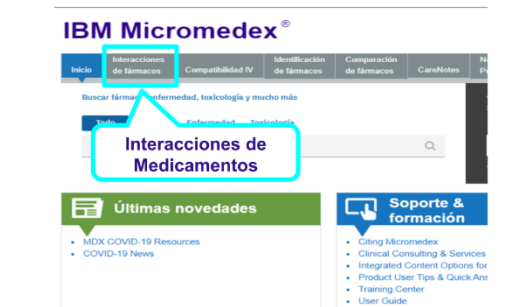 IBM Micromedex®
Inicio
Interacciones
de fármacos
Compatibilidad IV
Identificación
de fármacos
Comparación
de fármacos
CareNotes
Buscar fármaco, enfermedad, toxicología y mucho más
Todo
Enfermedad
Toxicología
Interacciones de
Medicamentos
Últimas novedades
MDX COVID-19 Resources
COVID-19 News
Soporte &
formación
Citing Micromedex
Clinical Consulting & Services
Integrated Content Options for
Product User Tips & Quick Ans
Training Center
User Guide